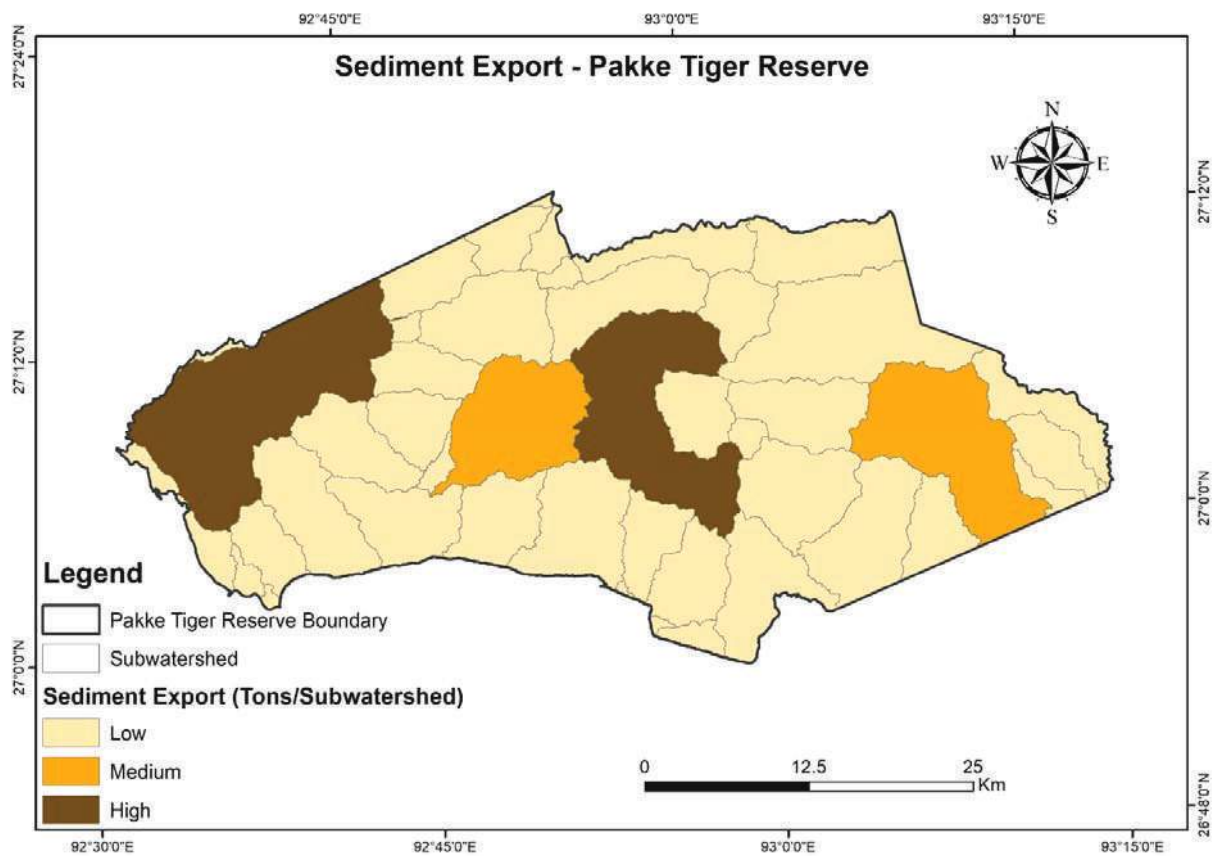 92°45'0"E 93°0'0"E 93°15'0"E
27°24'0"N
Sediment Export - Pakke Tiger Reserve
N
W E
S
27°12'0"N
27°12'0"N
27°0'0"N
Legend
Pakke Tiger Reserve Boundary
Subwatershed
27°0'0"N
Sediment Export (Tons/Subwatershed)
Low
Medium
High
0 12.5 25
Km
26°48'0"N
92°30'0"E 92°45'0"E 93°0'0"E 93°15'0"E